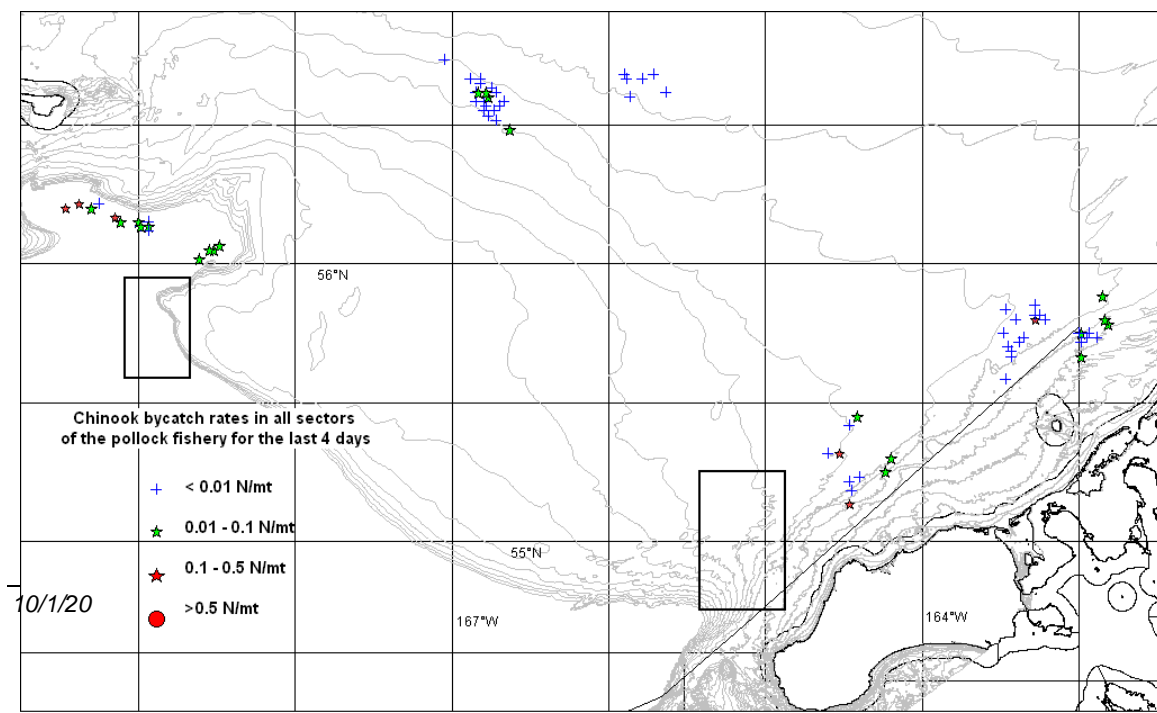 56°N
Chinook bycatch rates in all sectors
of the pollock fishery for the last 4 days
< 0.01 N/mt
0.01 - 0.1 N/mt
0.1 - 0.5 N/mt
>0.5 N/mt
55°N
10/1/20
167°W
164°W